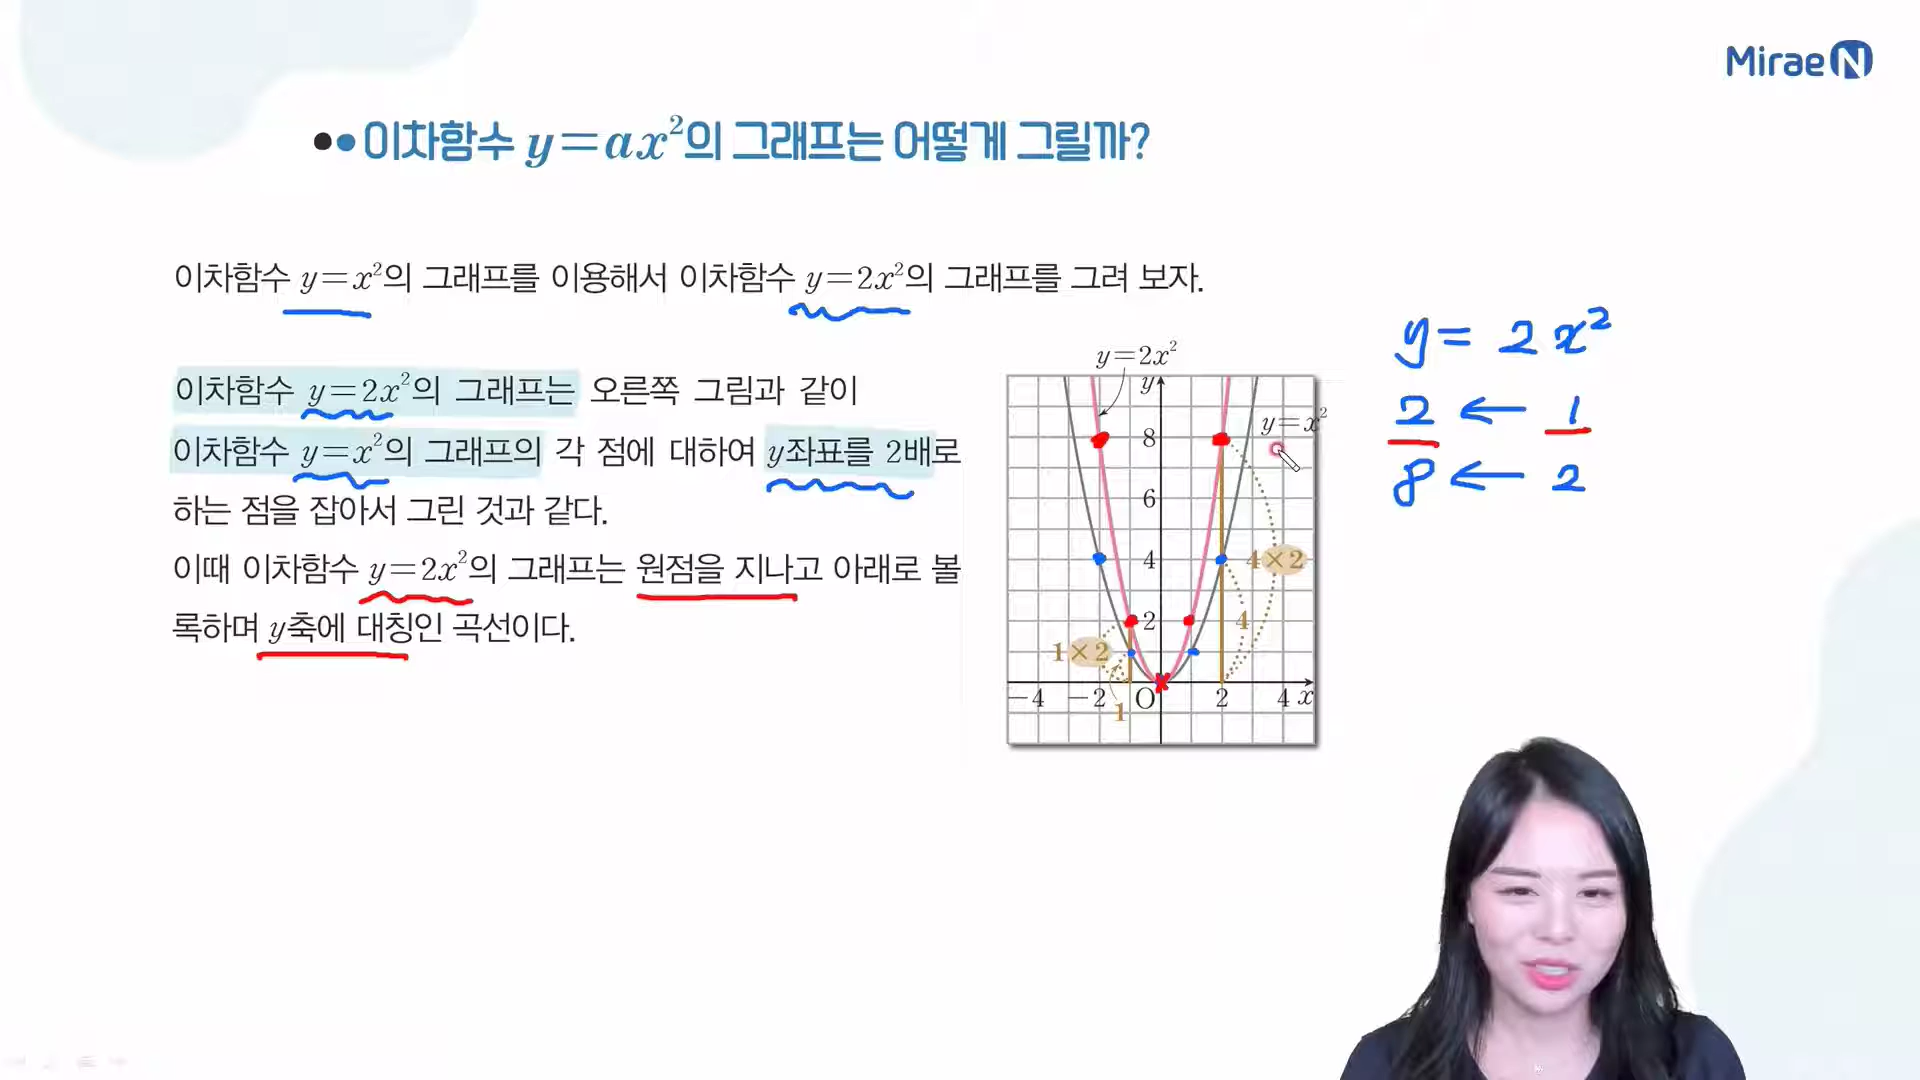 Mirae N
이차함수 y=ax²의 그래프는 어떻게 그릴까?
이차함수 y=x²의 그래프를 이용해서 이차함수 y=2x²의 그래프를 그려 보자.
이차함수 y=2x²의 그래프는 오른쪽 그림과 같이
이차함수 y=x²의 그래프의 각 점에 대하여 y좌표를 2배로
하는 점을 잡아서 그린 것과 같다.
이때 이차함수 y=2x²의 그래프는 원점을 지나고 아래로 볼
록하며 y축에 대칭인 곡선이다.
y=2x²
y
y=x²
8
6
4
4×2
2
4
1×2
-4 -2 O 2 4 x
1
y= 2x²
2 ← 1
8 ← 2